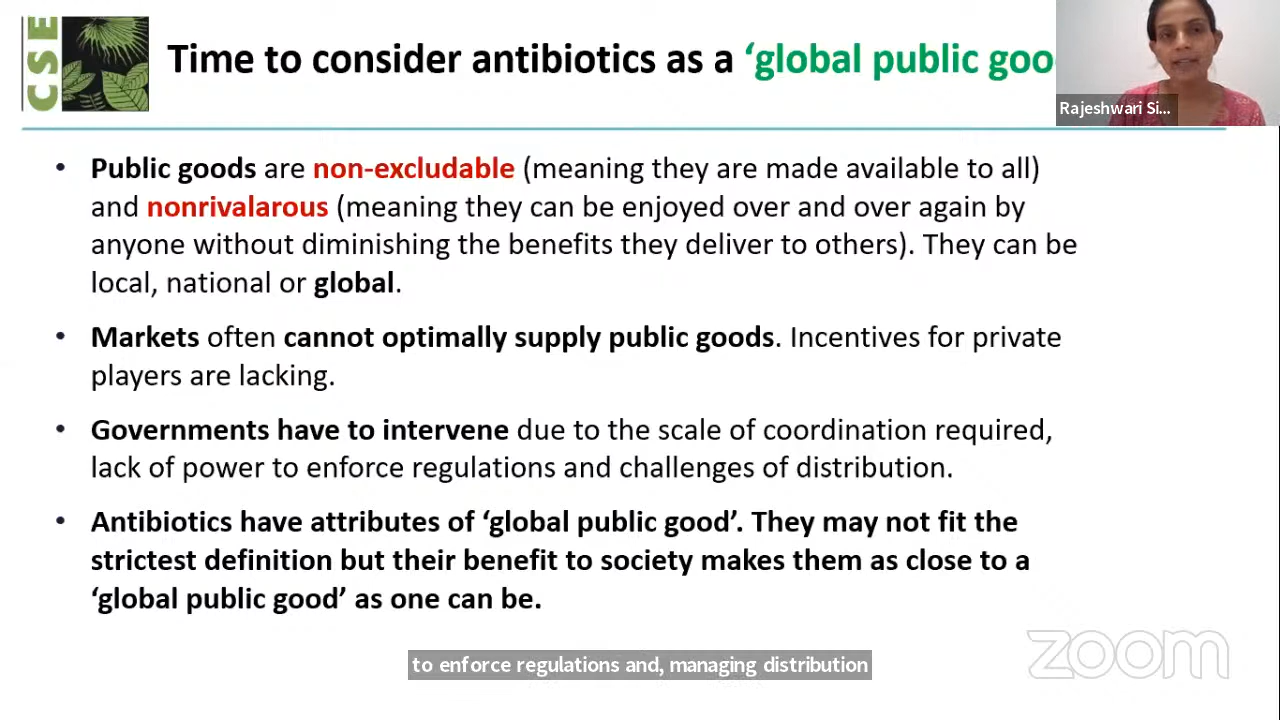 CSE
Time to consider antibiotics as a ‘global public goo
Rajeshwari Si...
• Public goods are non-excludable (meaning they are made available to all)
and nonrivalarous (meaning they can be enjoyed over and over again by
anyone without diminishing the benefits they deliver to others). They can be
local, national or global.
• Markets often cannot optimally supply public goods. Incentives for private
players are lacking.
• Governments have to intervene due to the scale of coordination required,
lack of power to enforce regulations and challenges of distribution.
• Antibiotics have attributes of ‘global public good’. They may not fit the
strictest definition but their benefit to society makes them as close to a
‘global public good’ as one can be.
zoom
to enforce regulations and, managing distribution